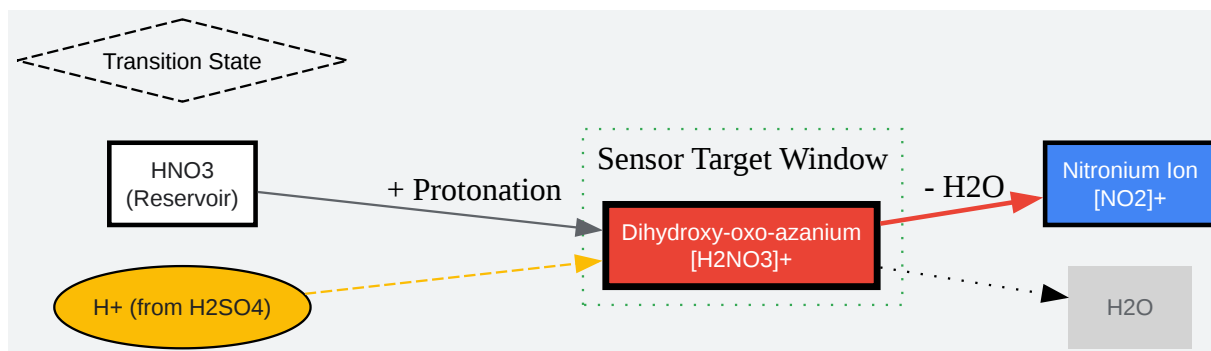 Transition State
HNO3
(Reservoir)
+ Protonation
Sensor Target Window
Dihydroxy-oxo-azanium
[H2NO3]+
- H2O
Nitronium Ion
[NO2]+
H+ (from H2SO4)
H2O